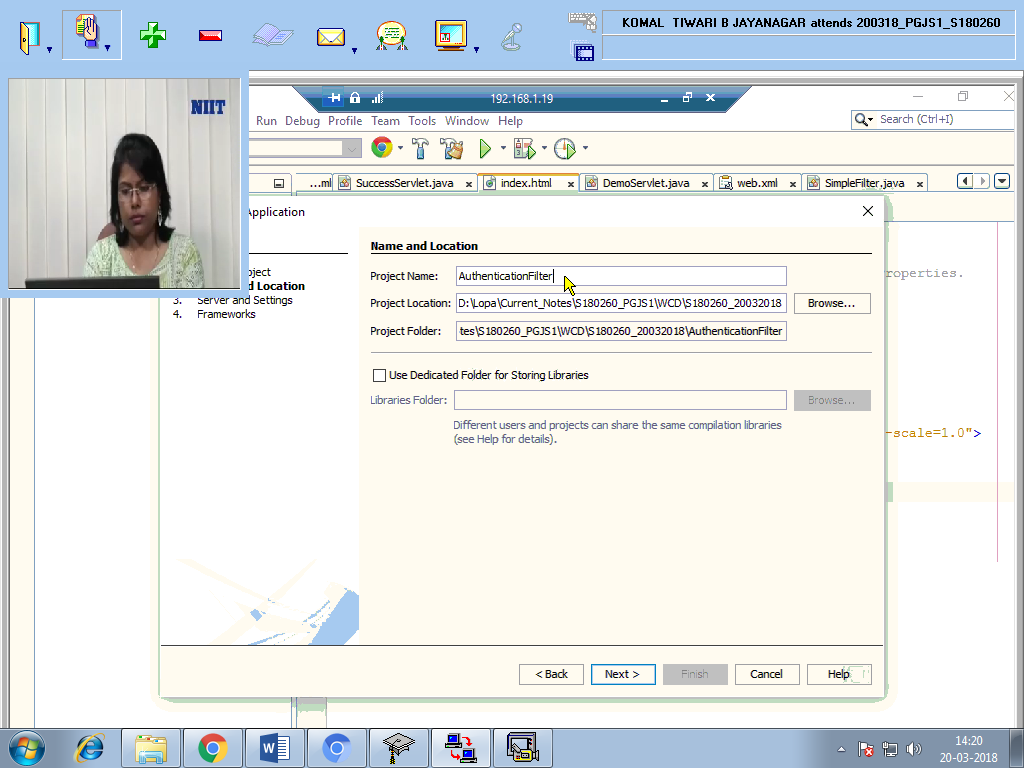 KOMAL TIWARI B JAYANAGAR attends 200318_PGJS1_S180260
NIIT
192.168.1.19
Run Debug Profile Team Tools Window Help
Search (Ctrl+I)
...ml SuccessServlet.java index.html DemoServlet.java web.xml SimpleFilter.java
Application
Name and Location
Project Name: AuthenticationFilter
Project Location: D:\Lopa\Current_Notes\S180260_PGJS1\WCD\S180260_20032018 Browse...
Project Folder: tes\S180260_PGJS1\WCD\S180260_20032018\AuthenticationFilter
oject
d Location
3. Server and Settings
4. Frameworks
roperties.
Use Dedicated Folder for Storing Libraries
Libraries Folder: Browse...
Different users and projects can share the same compilation libraries
(see Help for details).
-scale=1.0">
< Back Next > Finish Cancel Help
14:20
20-03-2018